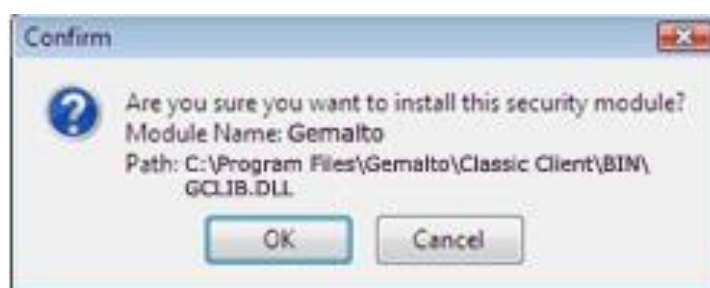 Confirm
Are you sure you want to install this security module?
Module Name: Gemalto
Path: C:\Program Files\Gemalto\Classic Client\BIN\
GCLIB.DLL
OK
Cancel